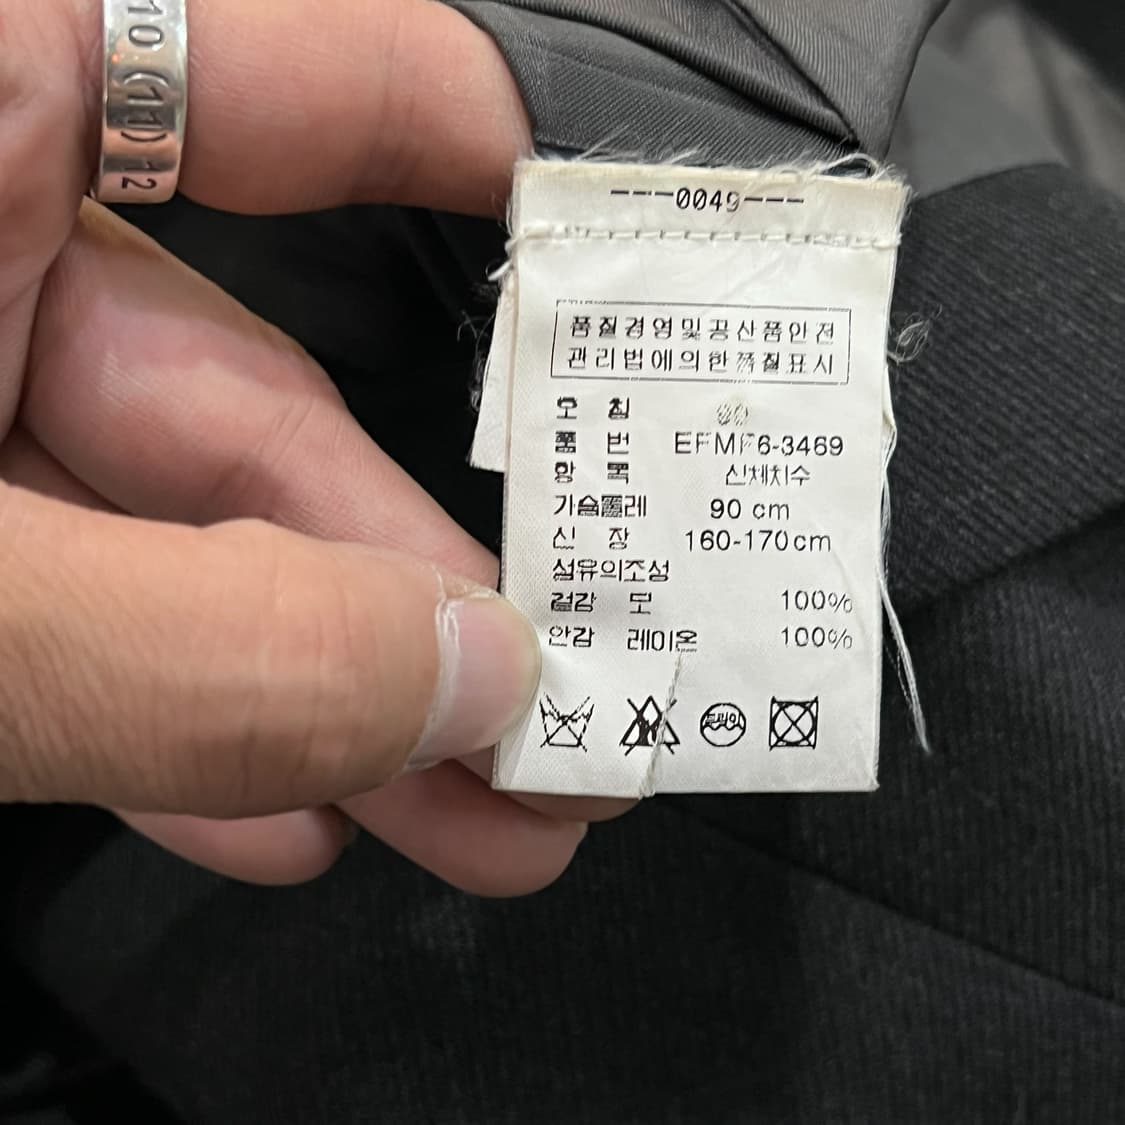 10 (11) 12
---0049---
품질경영및공산품안전
관리법에의한품질표시
호 칭 90
품 번 EFMF6-3469
항 목 신체치수
가슴둘레 90 cm
신 장 160-170cm
섬유의조성
겉감 모 100%
안감 레이온 100%
드라이